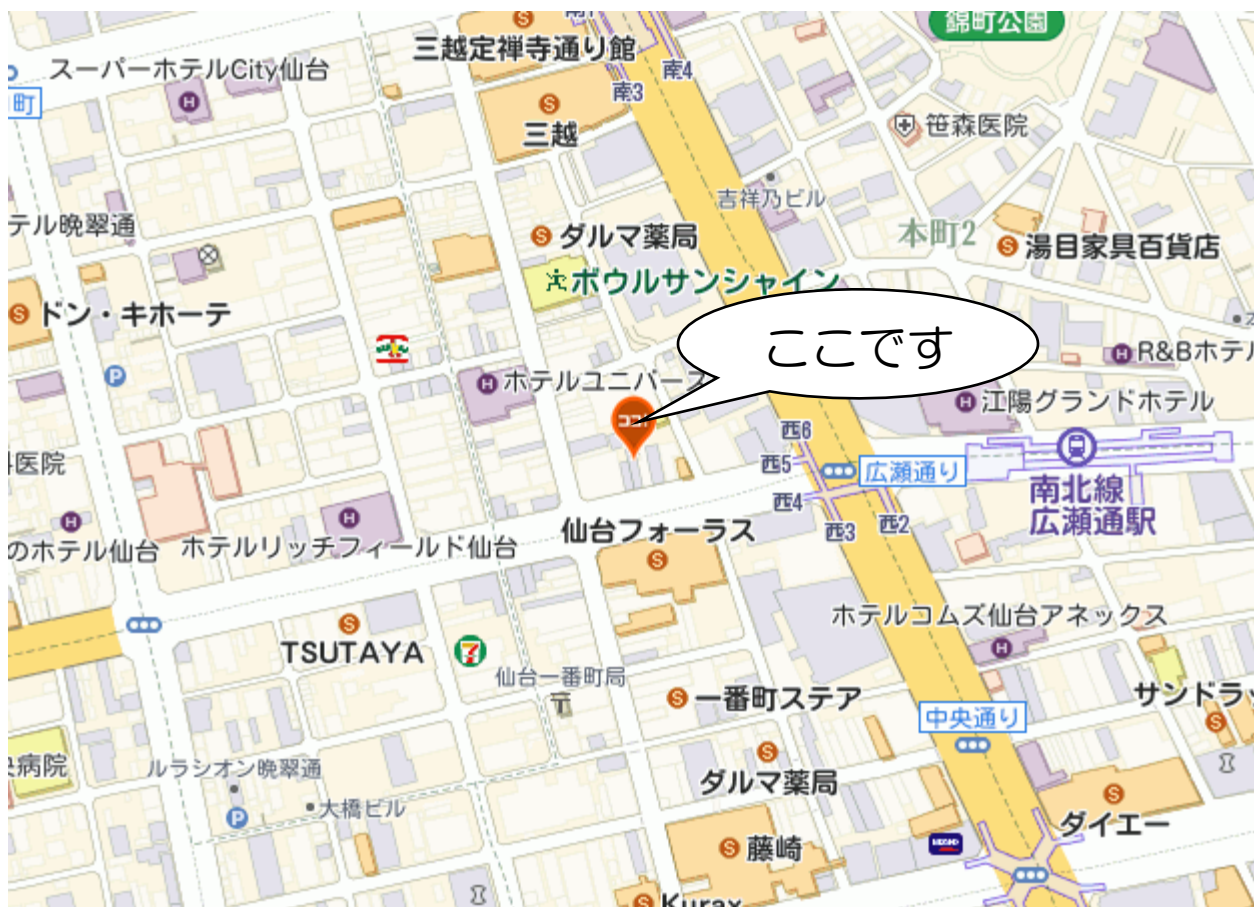 錦町公園
三越定禅寺通り館
スーパーホテルCity仙台
南4
南3
町
三越
笹森医院
吉祥乃ビル
テル晩翠通
ダルマ薬局
本町2
湯目家具百貨店
ボウルサンシャイン
ドン・キホーテ
ここです
R&Bホテル
ホテルユニバース
江陽グランドホテル
ココ!
西6
西5
広瀬通り
医院
西4
南北線
広瀬通駅
西3
西2
仙台フォーラス
のホテル仙台
ホテルリッチフィールド仙台
ホテルコムズ仙台アネックス
TSUTAYA
仙台一番町局
一番町ステア
サンドラッ
中央通り
病院
ルラシオン晩翠通
ダルマ薬局
大橋ビル
ダイエー
藤崎
Kurax